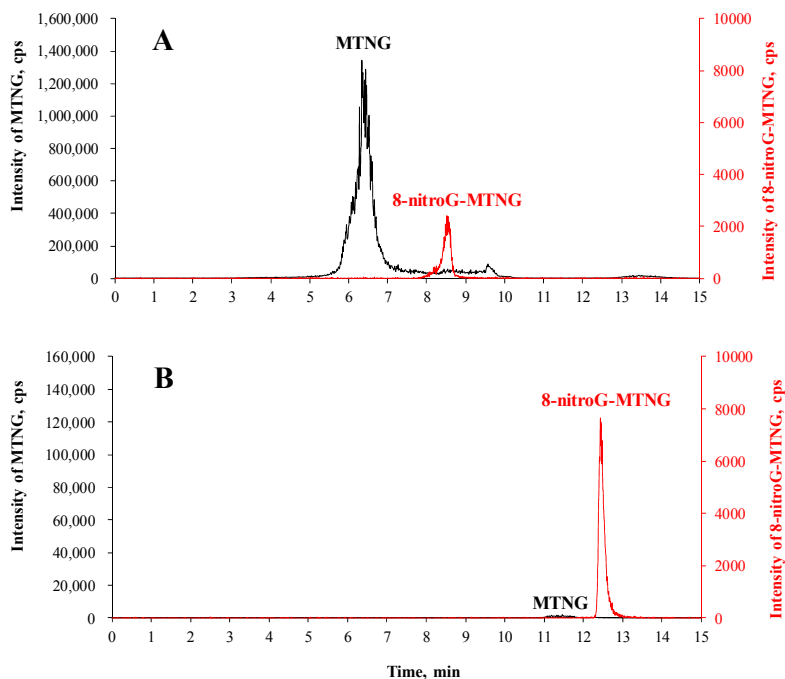 A
MTNG
8-nitroG-MTNG
Intensity of MTNG, cps
1,600,000
1,400,000
1,200,000
1,000,000
800,000
600,000
400,000
200,000
0
10000
8000
6000
4000
2000
0
Intensity of 8-nitroG-MTNG, cps
0 1 2 3 4 5 6 7 8 9 10 11 12 13 14 15
B
8-nitroG-MTNG
MTNG
Intensity of MTNG, cps
160,000
140,000
120,000
100,000
80,000
60,000
40,000
20,000
0
10000
8000
6000
4000
2000
0
Intensity of 8-nitroG-MTNG, cps
0 1 2 3 4 5 6 7 8 9 10 11 12 13 14 15
Time, min